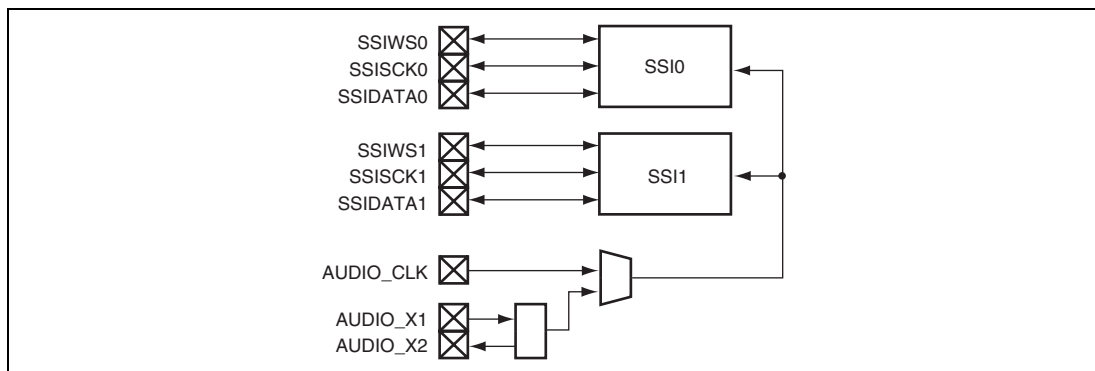 SSIWS0
SSISCK0
SSIDATA0
SSI0
SSIWS1
SSISCK1
SSIDATA1
SSI1
AUDIO_CLK
AUDIO_X1
AUDIO_X2